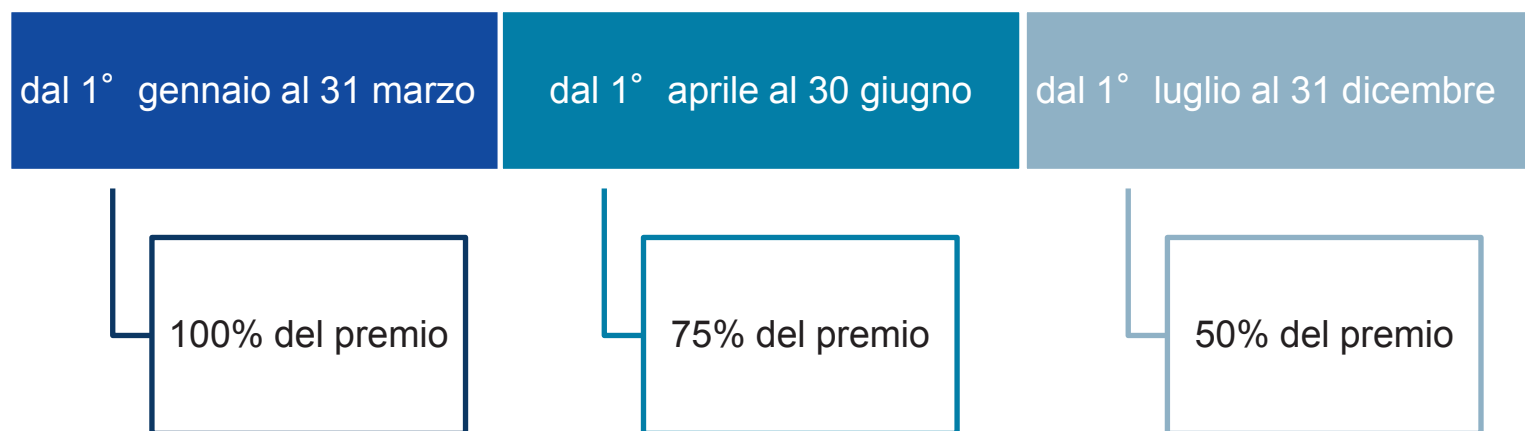 dal 1° gennaio al 31 marzo
dal 1° aprile al 30 giugno
dal 1° luglio al 31 dicembre
100% del premio
75% del premio
50% del premio